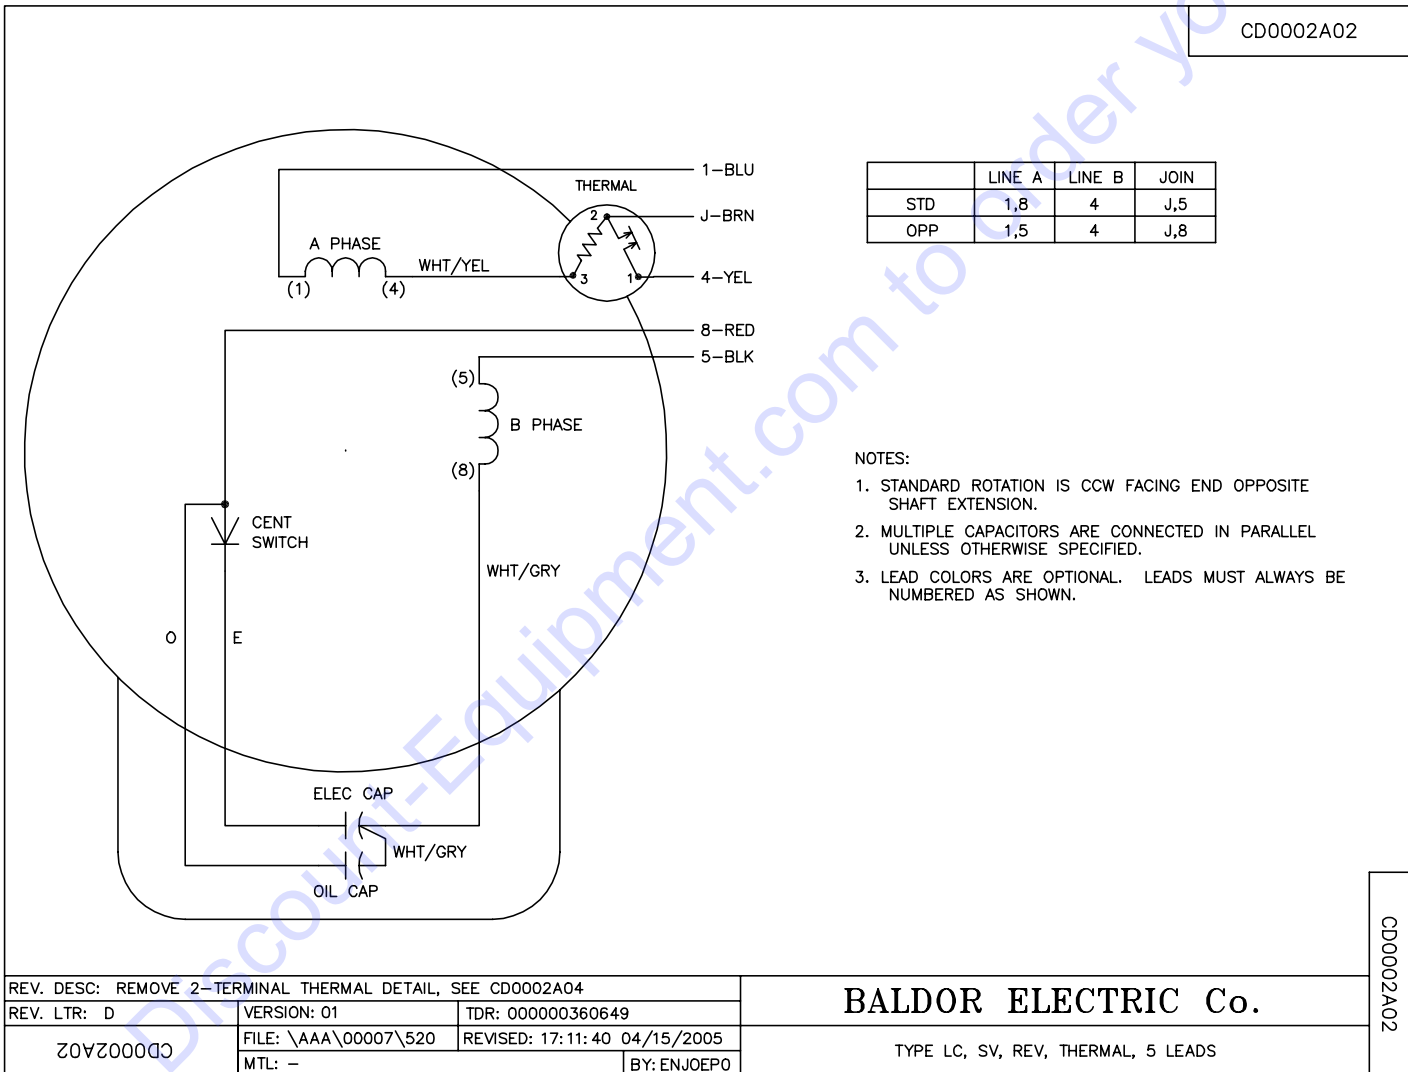 CD0002A02
1-BLU
THERMAL
LINE A LINE B JOIN
STD 1,8 4 J,5
OPP 1,5 4 J,8
2
J-BRN
A PHASE
WHT/YEL
(1) (4)
3
1
4-YEL
8-RED
5-BLK
(5)
B PHASE
(8)
NOTES:
1. STANDARD ROTATION IS CCW FACING END OPPOSITE
SHAFT EXTENSION.
2. MULTIPLE CAPACITORS ARE CONNECTED IN PARALLEL
UNLESS OTHERWISE SPECIFIED.
3. LEAD COLORS ARE OPTIONAL. LEADS MUST ALWAYS BE
NUMBERED AS SHOWN.
CENT
SWITCH
WHT/GRY
O
E
ELEC CAP
WHT/GRY
OIL CAP
CD0002A02
REV. DESC: REMOVE 2-TERMINAL THERMAL DETAIL, SEE CD0002A04
REV. LTR: D
VERSION: 01
TDR: 000000360649
CD0002A02
FILE: \AAA\00007\520
REVISED: 17:11:40 04/15/2005
MTL: -
BY: ENJOEP0
BALDOR ELECTRIC Co.
TYPE LC, SV, REV, THERMAL, 5 LEADS
Discount-Equipment.com to order yo